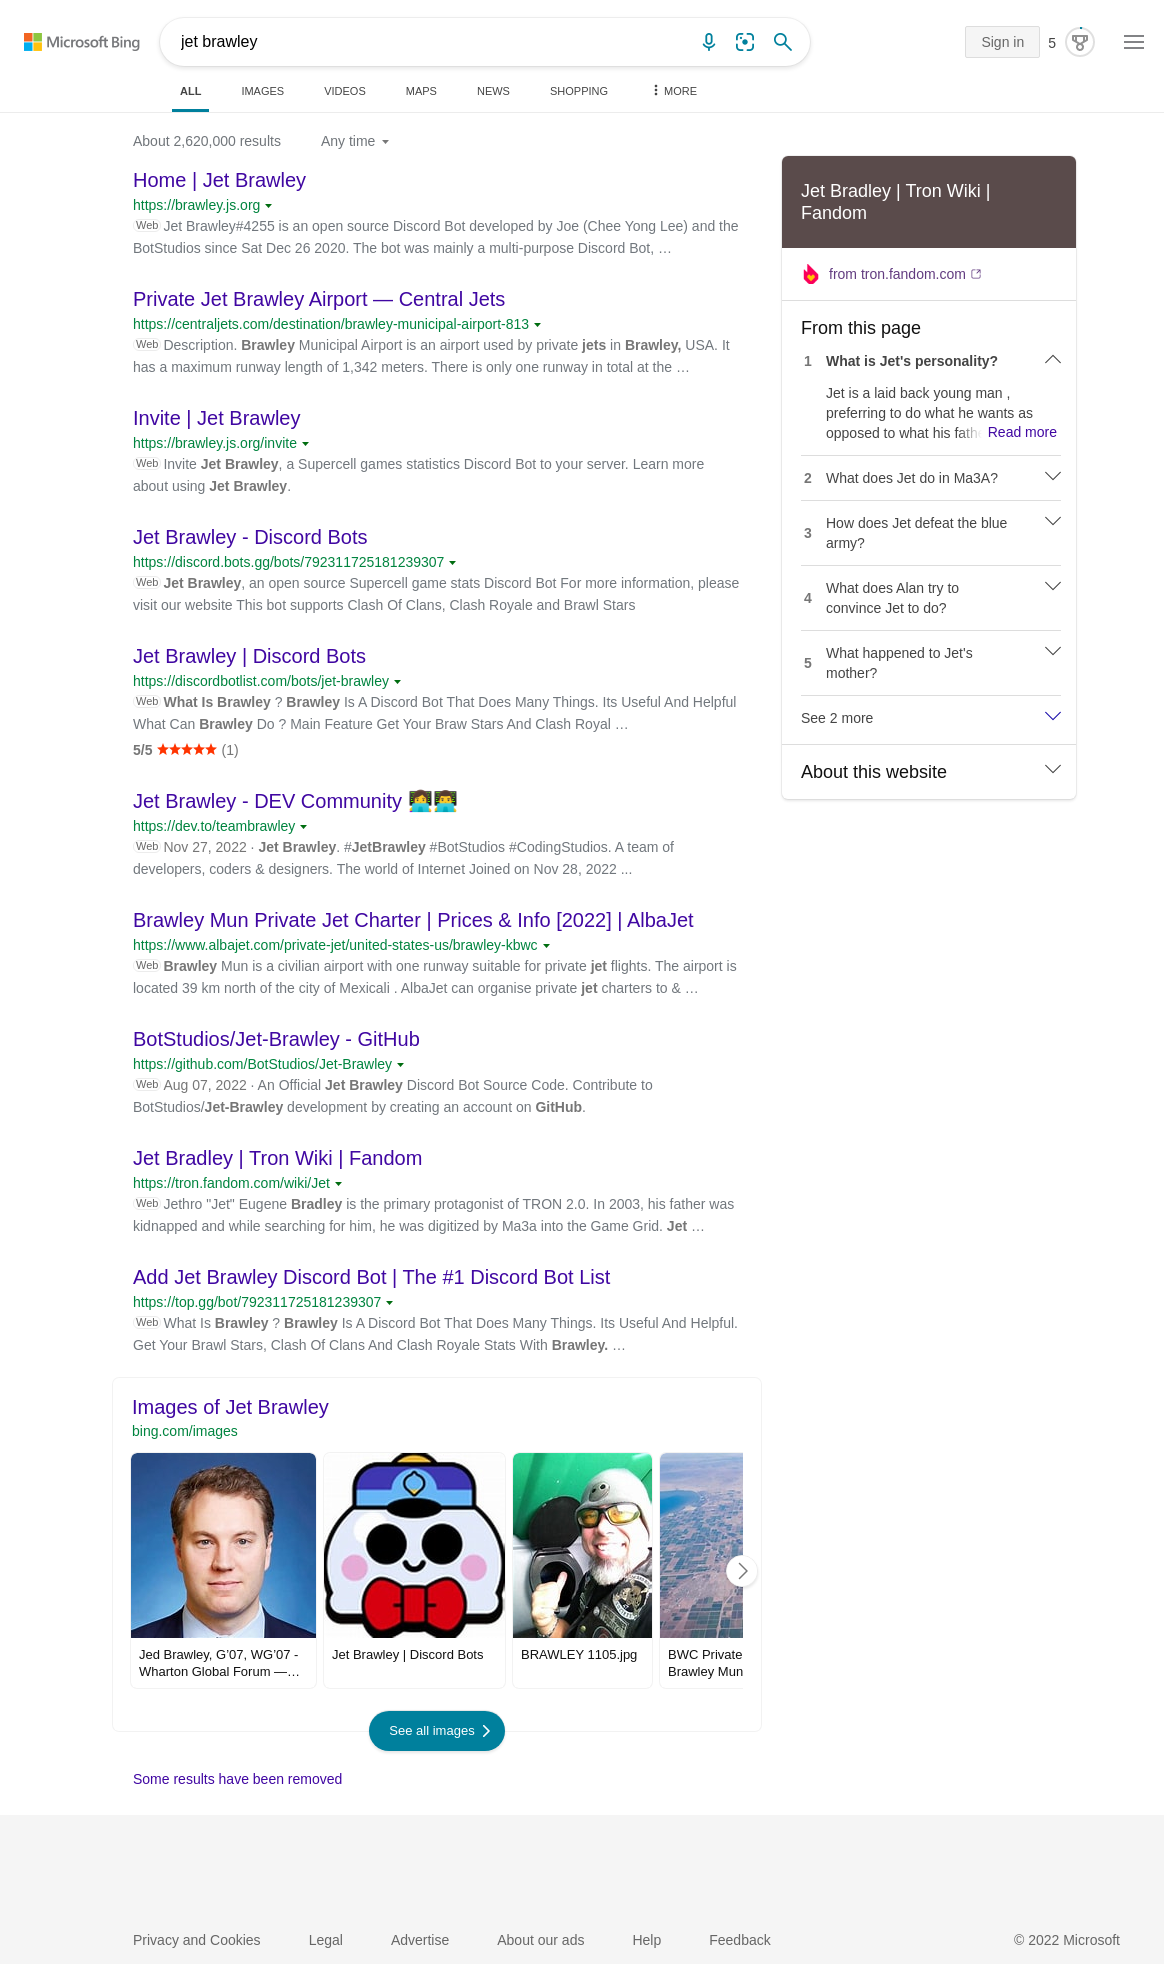 Microsoft Bing
jet brawley
Sign in
5
ALL
IMAGES
VIDEOS
MAPS
NEWS
SHOPPING
MORE
About 2,620,000 results
Any time
Home | Jet Brawley
https://brawley.js.org
Web Jet Brawley#4255 is an open source Discord Bot developed by Joe (Chee Yong Lee) and the
BotStudios since Sat Dec 26 2020. The bot was mainly a multi-purpose Discord Bot, …
Private Jet Brawley Airport — Central Jets
https://centraljets.com/destination/brawley-municipal-airport-813
Web Description. Brawley Municipal Airport is an airport used by private jets in Brawley, USA. It
has a maximum runway length of 1,342 meters. There is only one runway in total at the …
Invite | Jet Brawley
https://brawley.js.org/invite
Web Invite Jet Brawley, a Supercell games statistics Discord Bot to your server. Learn more
about using Jet Brawley.
Jet Brawley - Discord Bots
https://discord.bots.gg/bots/792311725181239307
Web Jet Brawley, an open source Supercell game stats Discord Bot For more information, please
visit our website This bot supports Clash Of Clans, Clash Royale and Brawl Stars
Jet Brawley | Discord Bots
https://discordbotlist.com/bots/jet-brawley
Web What Is Brawley ? Brawley Is A Discord Bot That Does Many Things. Its Useful And Helpful
What Can Brawley Do ? Main Feature Get Your Braw Stars And Clash Royal …
5/5 ★★★★★ (1)
Jet Brawley - DEV Community 👩‍💻👨‍💻
https://dev.to/teambrawley
Web Nov 27, 2022 · Jet Brawley. #JetBrawley #BotStudios #CodingStudios. A team of
developers, coders & designers. The world of Internet Joined on Nov 28, 2022 ...
Brawley Mun Private Jet Charter | Prices & Info [2022] | AlbaJet
https://www.albajet.com/private-jet/united-states-us/brawley-kbwc
Web Brawley Mun is a civilian airport with one runway suitable for private jet flights. The airport is
located 39 km north of the city of Mexicali . AlbaJet can organise private jet charters to & …
BotStudios/Jet-Brawley - GitHub
https://github.com/BotStudios/Jet-Brawley
Web Aug 07, 2022 · An Official Jet Brawley Discord Bot Source Code. Contribute to
BotStudios/Jet-Brawley development by creating an account on GitHub.
Jet Bradley | Tron Wiki | Fandom
https://tron.fandom.com/wiki/Jet
Web Jethro "Jet" Eugene Bradley is the primary protagonist of TRON 2.0. In 2003, his father was
kidnapped and while searching for him, he was digitized by Ma3a into the Game Grid. Jet …
Add Jet Brawley Discord Bot | The #1 Discord Bot List
https://top.gg/bot/792311725181239307
Web What Is Brawley ? Brawley Is A Discord Bot That Does Many Things. Its Useful And Helpful.
Get Your Brawl Stars, Clash Of Clans And Clash Royale Stats With Brawley. …
Images of Jet Brawley
bing.com/images
Jed Brawley, G’07, WG’07 -
Wharton Global Forum —…
Jet Brawley | Discord Bots
BRAWLEY 1105.jpg
BWC Private
Brawley Mun
See all images
Some results have been removed
Jet Bradley | Tron Wiki |
Fandom
from tron.fandom.com
From this page
1 What is Jet's personality?
Jet is a laid back young man ,
preferring to do what he wants as
opposed to what his fath Read more
2 What does Jet do in Ma3A?
3 How does Jet defeat the blue
army?
4 What does Alan try to
convince Jet to do?
5 What happened to Jet's
mother?
See 2 more
About this website
Privacy and Cookies
Legal
Advertise
About our ads
Help
Feedback
© 2022 Microsoft